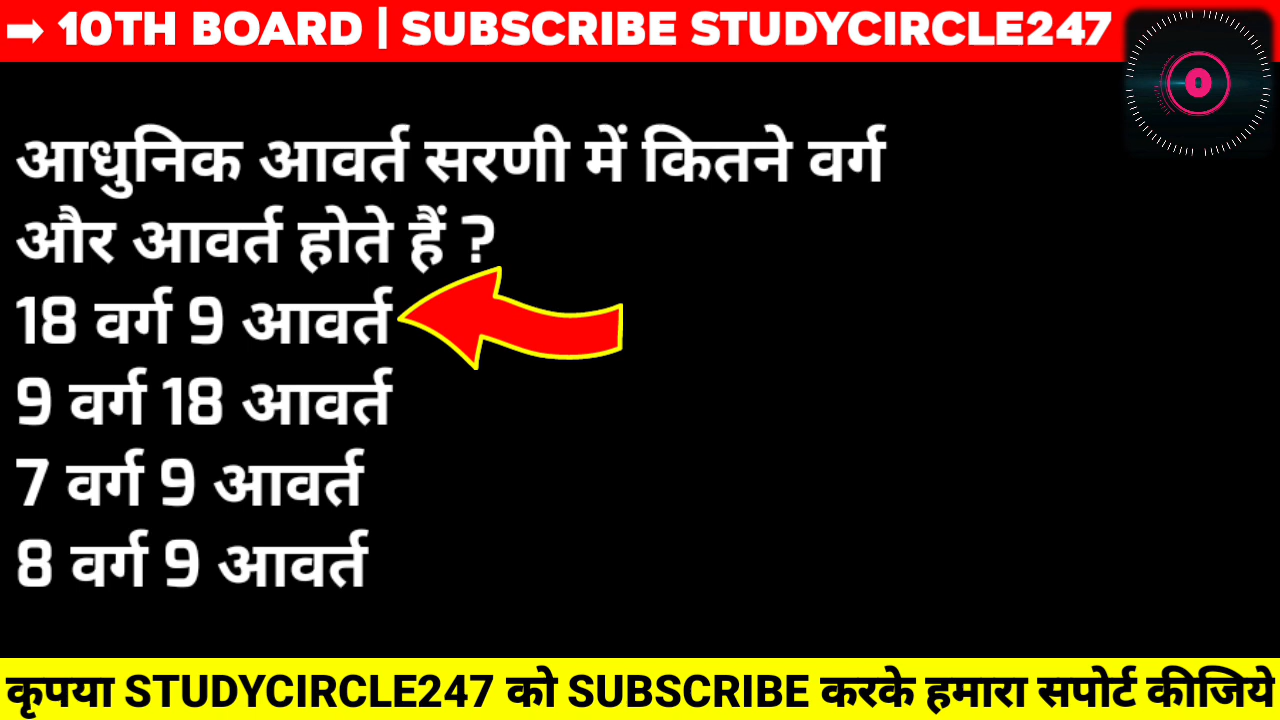 ➡ 10TH BOARD | SUBSCRIBE STUDYCIRCLE247
0
आधुनिक आवर्त सरणी में कितने वर्ग
और आवर्त होते हैं ?
18 वर्ग 9 आवर्त
9 वर्ग 18 आवर्त
7 वर्ग 9 आवर्त
8 वर्ग 9 आवर्त
कृपया STUDYCIRCLE247 को SUBSCRIBE करके हमारा सपोर्ट कीजिये